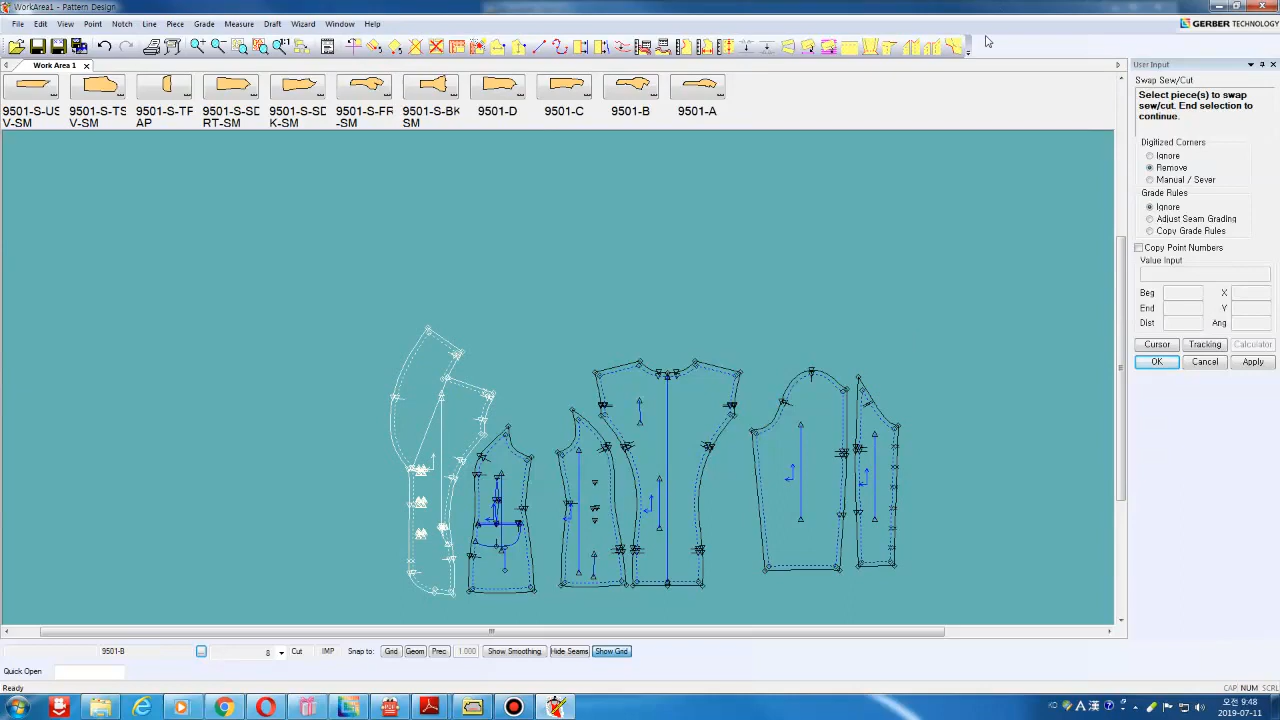 WorkArea1 - Pattern Design
File Edit View Point Notch Line Piece Grade Measure Draft Wizard Window Help
GERBER TECHNOLOGY
Work Area 1
User Input
Swap Sew/Cut
Select piece(s) to swap
sew/cut. End selection to
continue.
9501-S-US
V-SM
9501-S-TS
V-SM
9501-S-TF
AP
9501-S-SD
RT-SM
9501-S-SD
K-SM
9501-S-FR
-SM
9501-S-BK
SM
9501-D
9501-C
9501-B
9501-A
Digitized Corners
Ignore
Remove
Manual / Sever
Grade Rules
Ignore
Adjust Seam Grading
Copy Grade Rules
Copy Point Numbers
Value Input
Beg X
End Y
Dist Ang
Cursor Tracking Calculator
OK Cancel Apply
9501-B ... 8 Cut IMP Snap to: Grid Geom Prec 1.000 Show Smoothing Hide Seams Show Grid
Quick Open
Ready
CAP NUM SCRL
A 漢
오전 9:48
2019-07-11